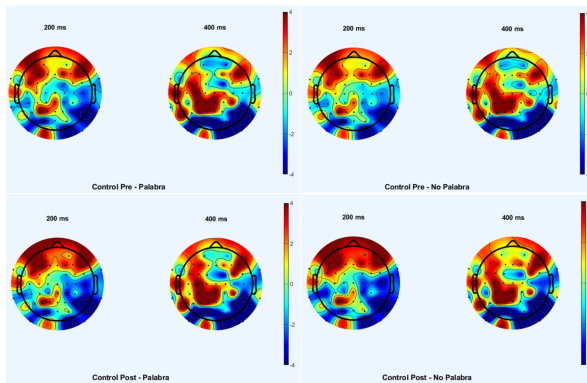 200 ms 400 ms
4
2
0
-2
-4
Control Pre - Palabra
200 ms 400 ms
Control Pre - No Palabra
200 ms 400 ms
4
2
0
-2
-4
Control Post - Palabra
200 ms 400 ms
Control Post - No Palabra